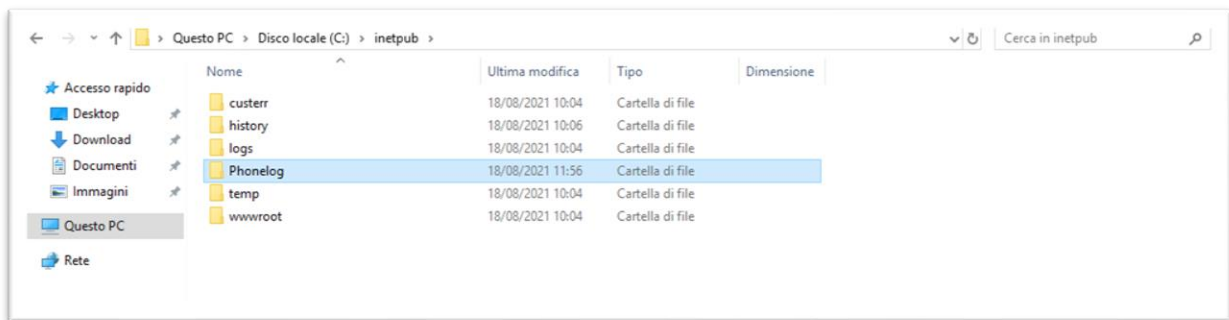 Questo PC > Disco locale (C:) > inetpub >
Cerca in inetpub
Nome Ultima modifica Tipo Dimensione
Accesso rapido
Desktop
Download
Documenti
Immagini
Questo PC
Rete
custerr 18/08/2021 10:04 Cartella di file
history 18/08/2021 10:06 Cartella di file
logs 18/08/2021 10:04 Cartella di file
Phonelog 18/08/2021 11:56 Cartella di file
temp 18/08/2021 10:04 Cartella di file
wwwroot 18/08/2021 10:04 Cartella di file